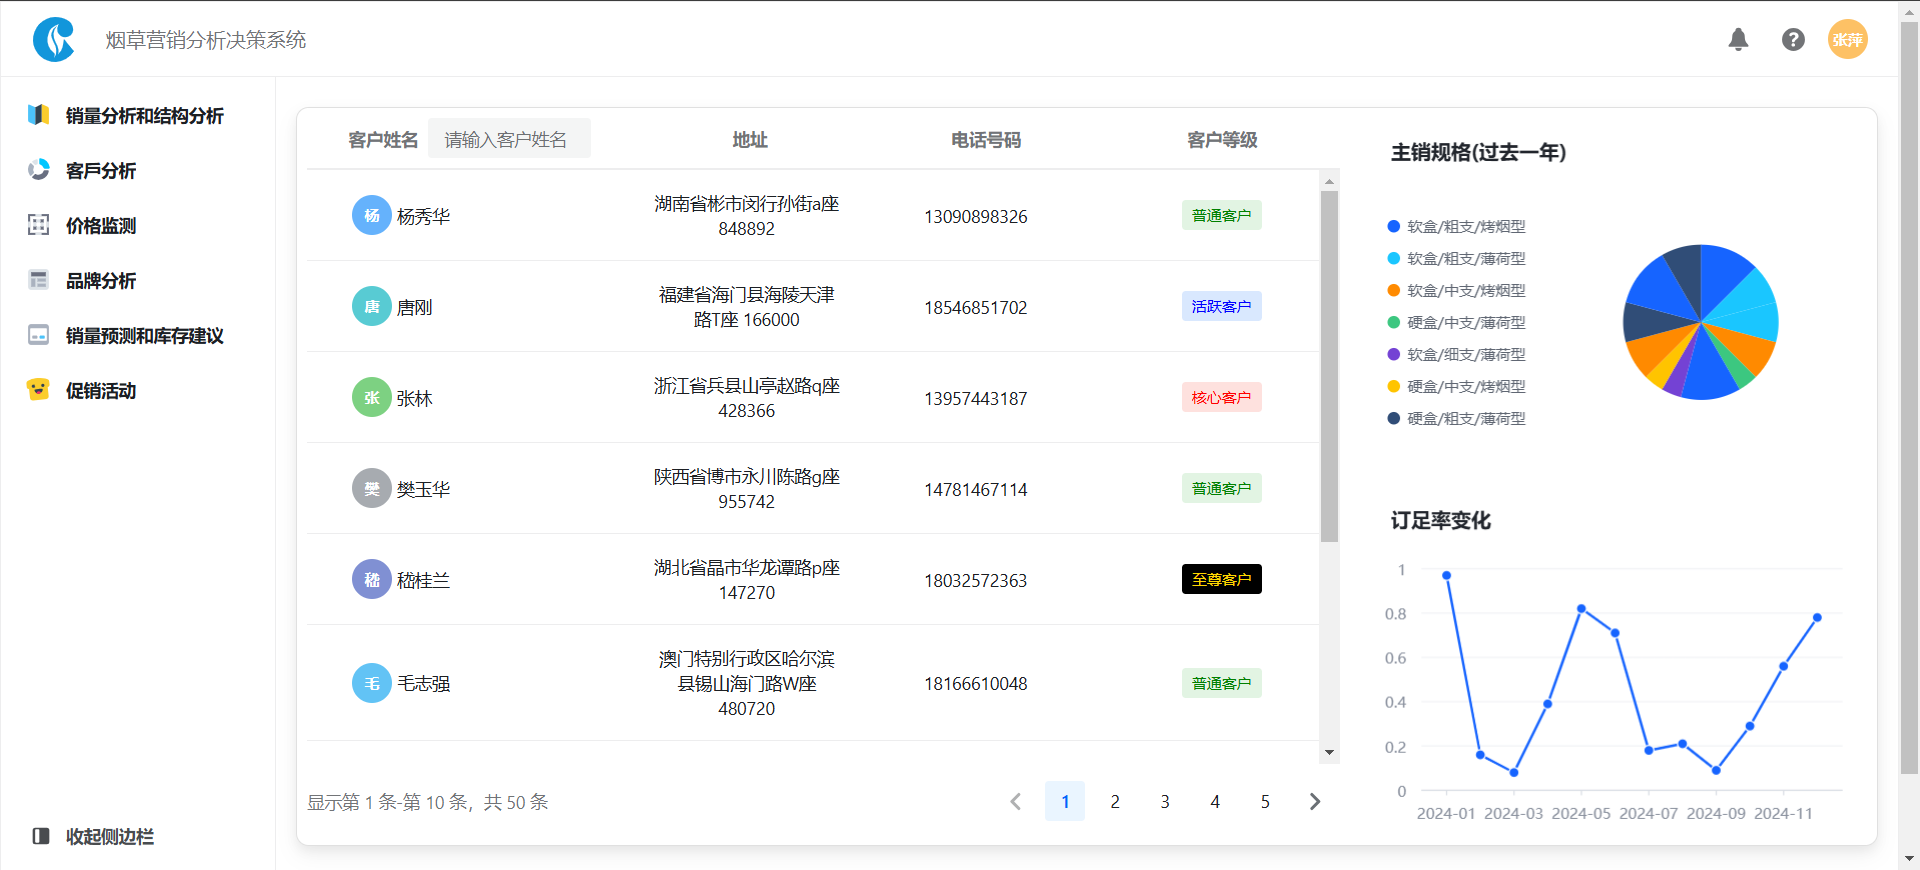 烟草营销分析决策系统
张萍
销量分析和结构分析
客戶分析
价格监测
品牌分析
销量预测和库存建议
促销活动
收起侧边栏
客户姓名 请输入客户姓名 地址 电话号码 客户等级
杨 杨秀华 湖南省彬市闵行孙街a座
848892 13090898326 普通客户
唐 唐刚 福建省海门县海陵天津
路T座 166000 18546851702 活跃客户
张 张林 浙江省兵县山亭赵路q座
428366 13957443187 核心客户
樊 樊玉华 陕西省博市永川陈路g座
955742 14781467114 普通客户
嵇 嵇桂兰 湖北省晶市华龙谭路p座
147270 18032572363 至尊客户
毛 毛志强 澳门特别行政区哈尔滨
县锡山海门路W座
480720 18166610048 普通客户
显示第 1 条-第 10 条，共 50 条
1 2 3 4 5
主销规格(过去一年)
软盒/粗支/烤烟型
软盒/粗支/薄荷型
软盒/中支/烤烟型
硬盒/中支/薄荷型
软盒/细支/薄荷型
硬盒/中支/烤烟型
硬盒/粗支/薄荷型
订足率变化
1
0.8
0.6
0.4
0.2
0
2024-01 2024-03 2024-05 2024-07 2024-09 2024-11